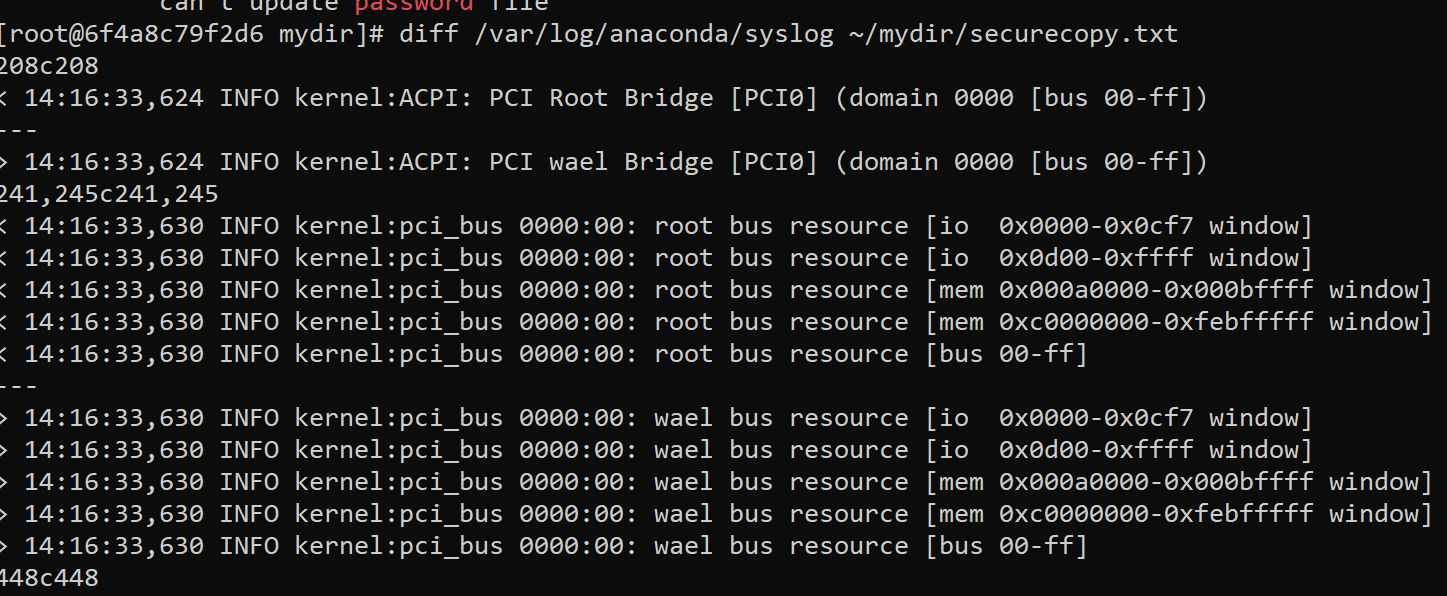 can't update password file
[root@6f4a8c79f2d6 mydir]# diff /var/log/anaconda/syslog ~/mydir/securecopy.txt
208c208
< 14:16:33,624 INFO kernel:ACPI: PCI Root Bridge [PCI0] (domain 0000 [bus 00-ff])
---
> 14:16:33,624 INFO kernel:ACPI: PCI wael Bridge [PCI0] (domain 0000 [bus 00-ff])
241,245c241,245
< 14:16:33,630 INFO kernel:pci_bus 0000:00: root bus resource [io  0x0000-0x0cf7 window]
< 14:16:33,630 INFO kernel:pci_bus 0000:00: root bus resource [io  0x0d00-0xffff window]
< 14:16:33,630 INFO kernel:pci_bus 0000:00: root bus resource [mem 0x000a0000-0x000bffff window]
< 14:16:33,630 INFO kernel:pci_bus 0000:00: root bus resource [mem 0xc0000000-0xfebfffff window]
< 14:16:33,630 INFO kernel:pci_bus 0000:00: root bus resource [bus 00-ff]
---
> 14:16:33,630 INFO kernel:pci_bus 0000:00: wael bus resource [io  0x0000-0x0cf7 window]
> 14:16:33,630 INFO kernel:pci_bus 0000:00: wael bus resource [io  0x0d00-0xffff window]
> 14:16:33,630 INFO kernel:pci_bus 0000:00: wael bus resource [mem 0x000a0000-0x000bffff window]
> 14:16:33,630 INFO kernel:pci_bus 0000:00: wael bus resource [mem 0xc0000000-0xfebfffff window]
> 14:16:33,630 INFO kernel:pci_bus 0000:00: wael bus resource [bus 00-ff]
448c448